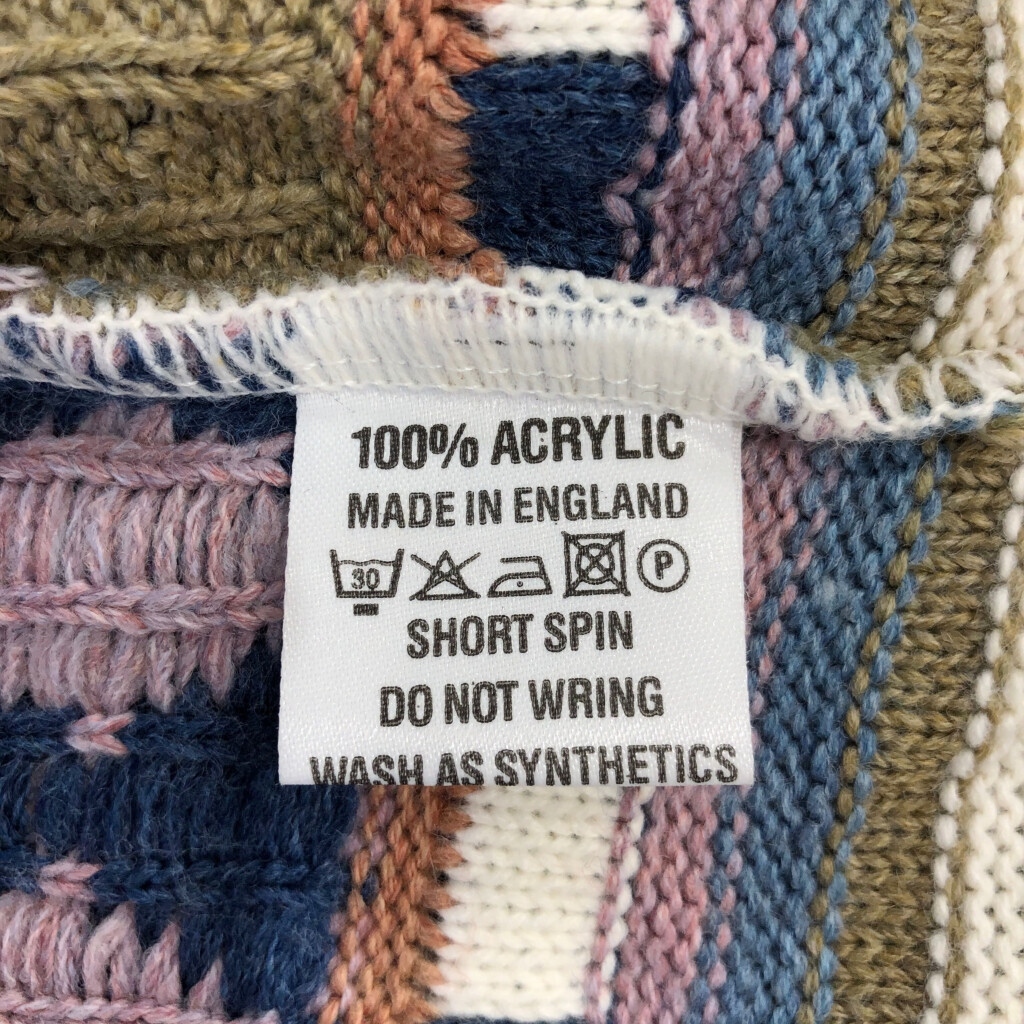 100% ACRYLIC
MADE IN ENGLAND
30 P
SHORT SPIN
DO NOT WRING
WASH AS SYNTHETICS